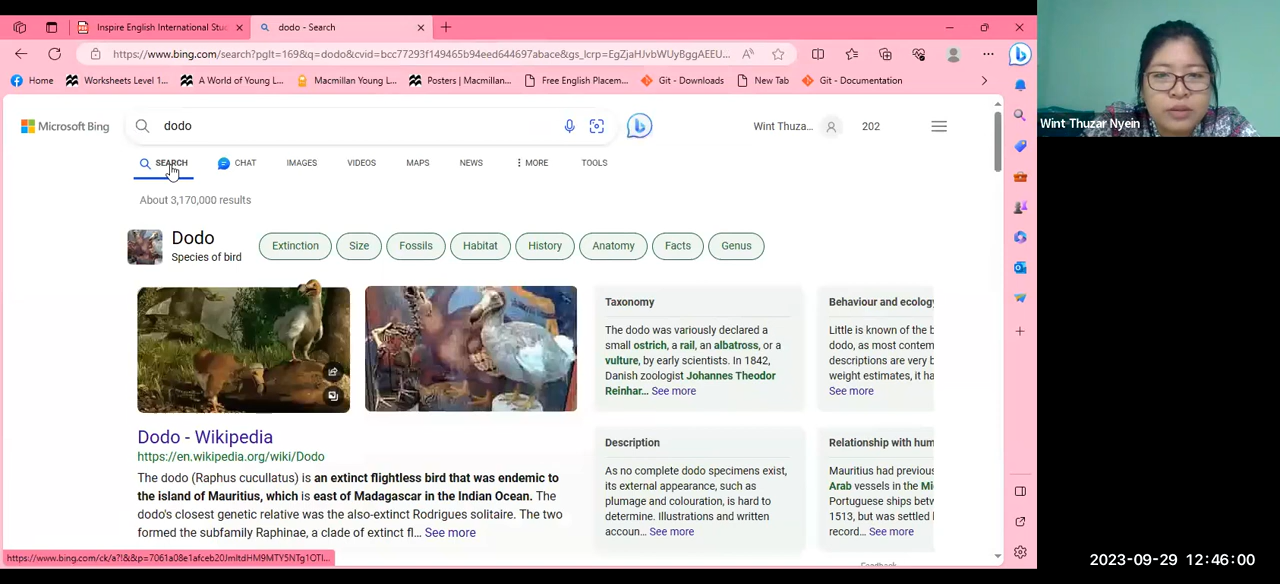 Inspire English International Stu
dodo - Search
https://www.bing.com/search?pglt=169&q=dodo&cvid=bcc77293f149465b94eed644697abace&gs_lcrp=EgZjaHJvbWUyBggAEEU...
Home
Worksheets Level 1...
A World of Young L...
Macmillan Young L...
Posters | Macmillan...
Free English Placem...
Git - Downloads
New Tab
Git - Documentation
Wint Thuzar Nyein
Microsoft Bing
dodo
Wint Thuza...
202
SEARCH
CHAT
IMAGES
VIDEOS
MAPS
NEWS
MORE
TOOLS
About 3,170,000 results
Dodo
Species of bird
Extinction
Size
Fossils
Habitat
History
Anatomy
Facts
Genus
Taxonomy
The dodo was variously declared a
small ostrich, a rail, an albatross, or a
vulture, by early scientists. In 1842,
Danish zoologist Johannes Theodor
Reinhar... See more
Behaviour and ecology
Little is known of the b
dodo, as most contem
descriptions are very b
weight estimates, it ha
See more
Dodo - Wikipedia
https://en.wikipedia.org/wiki/Dodo
The dodo (Raphus cucullatus) is an extinct flightless bird that was endemic to
the island of Mauritius, which is east of Madagascar in the Indian Ocean. The
dodo's closest genetic relative was the also-extinct Rodrigues solitaire. The two
formed the subfamily Raphinae, a clade of extinct fl... See more
Description
As no complete dodo specimens exist,
its external appearance, such as
plumage and colouration, is hard to
determine. Illustrations and written
accoun... See more
Relationship with hum
Mauritius had previous
Arab vessels in the Mi
Portuguese ships betw
1513, but was settled
record... See more
https://www.bing.com/ck/a?!&&p=7061a08e1afceb20JmltdHM9MTY5NTg1OTI...
2023-09-29 12:46:00